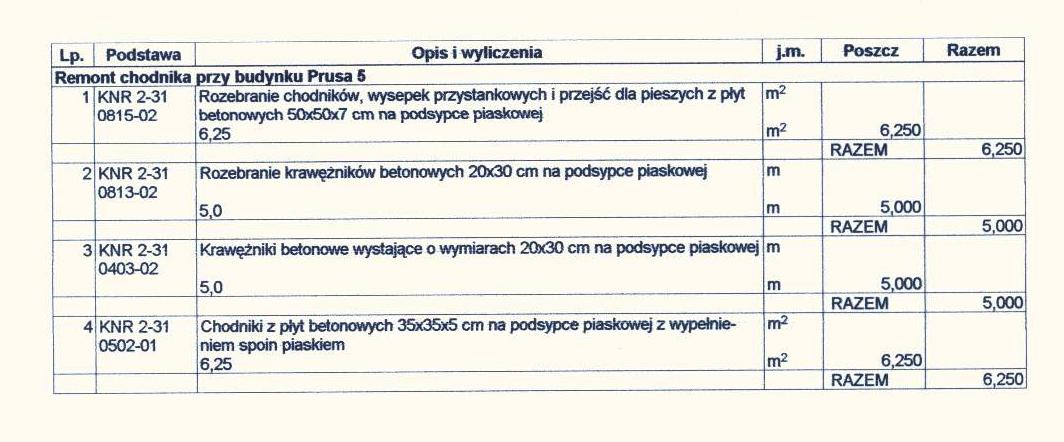 Lp. Podstawa Opis i wyliczenia j.m. Poszcz Razem
Remont chodnika przy budynku Prusa 5
1 KNR 2-31 Rozebranie chodników, wysepek przystankowych i przejść dla pieszych z płyt m²
0815-02 betonowych 50x50x7 cm na podsypce piaskowej
6,25 m² 6,250
RAZEM 6,250
2 KNR 2-31 Rozebranie krawężników betonowych 20x30 cm na podsypce piaskowej m
0813-02
5,0 m 5,000
RAZEM 5,000
3 KNR 2-31 Krawężniki betonowe wystające o wymiarach 20x30 cm na podsypce piaskowej m
0403-02
5,0 m 5,000
RAZEM 5,000
4 KNR 2-31 Chodniki z płyt betonowych 35x35x5 cm na podsypce piaskowej z wypełnie- m²
0502-01 niem spoin piaskiem
6,25 m² 6,250
RAZEM 6,250